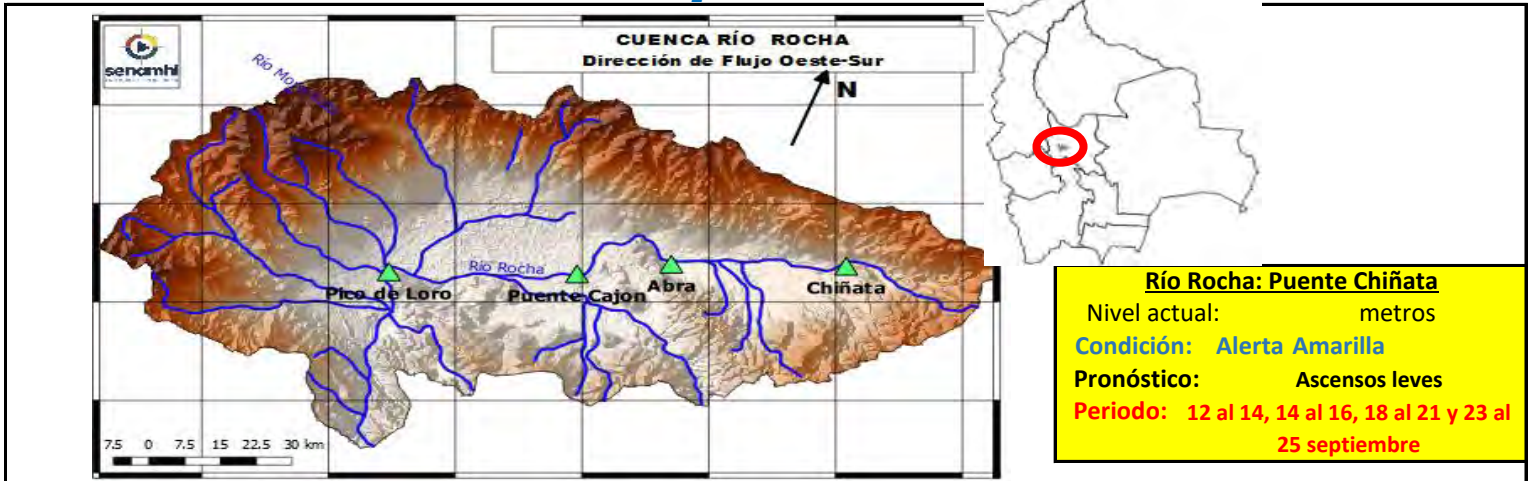 senamhi
CUENCA RÍO ROCHA
Dirección de Flujo Oeste-Sur
N
Río Rocha
Pico de Loro
Puente Cajon
Abra
Chiñata
7.5 0 7.5 15 22.5 30 km
Río Rocha: Puente Chiñata
Nivel actual: metros
Condición: Alerta Amarilla
Pronóstico: Ascensos leves
Periodo: 12 al 14, 14 al 16, 18 al 21 y 23 al
25 septiembre